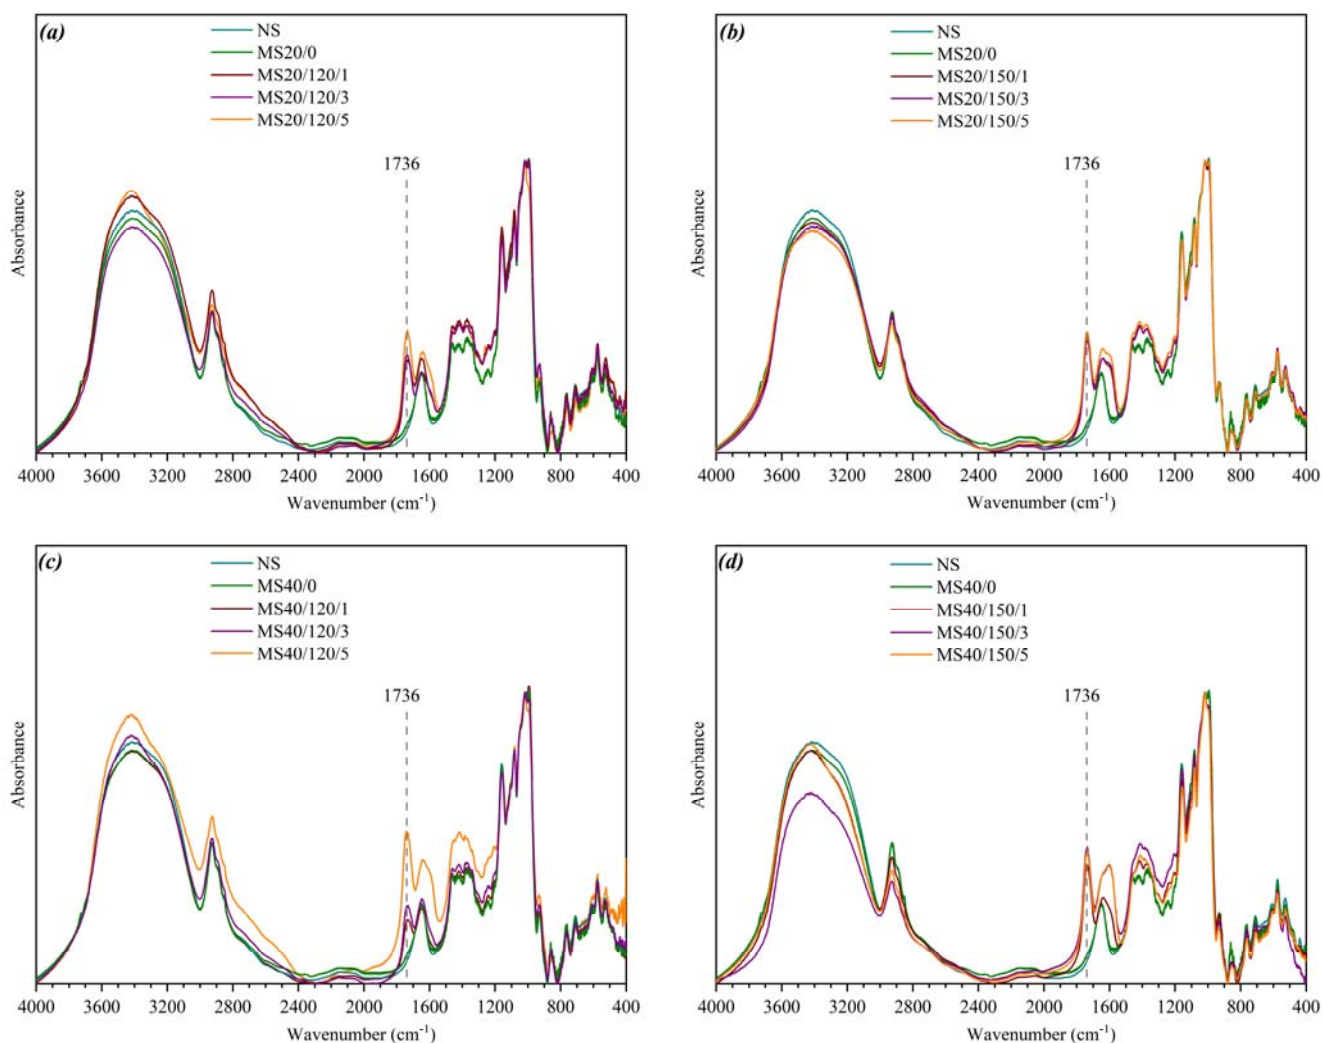 (a)
NS
MS20/0
MS20/120/1
MS20/120/3
MS20/120/5
1736
Absorbance
4000 3600 3200 2800 2400 2000 1600 1200 800 400
Wavenumber (cm⁻¹)
(b)
NS
MS20/0
MS20/150/1
MS20/150/3
MS20/150/5
1736
Absorbance
4000 3600 3200 2800 2400 2000 1600 1200 800 400
Wavenumber (cm⁻¹)
(c)
NS
MS40/0
MS40/120/1
MS40/120/3
MS40/120/5
1736
Absorbance
4000 3600 3200 2800 2400 2000 1600 1200 800 400
Wavenumber (cm⁻¹)
(d)
NS
MS40/0
MS40/150/1
MS40/150/3
MS40/150/5
1736
Absorbance
4000 3600 3200 2800 2400 2000 1600 1200 800 400
Wavenumber (cm⁻¹)